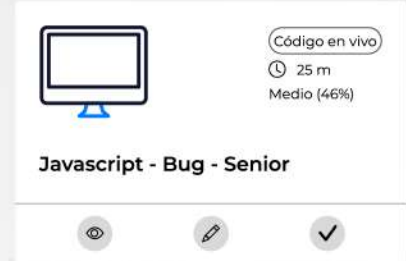 Código en vivo
25 m
Medio (46%)
Javascript - Bug - Senior